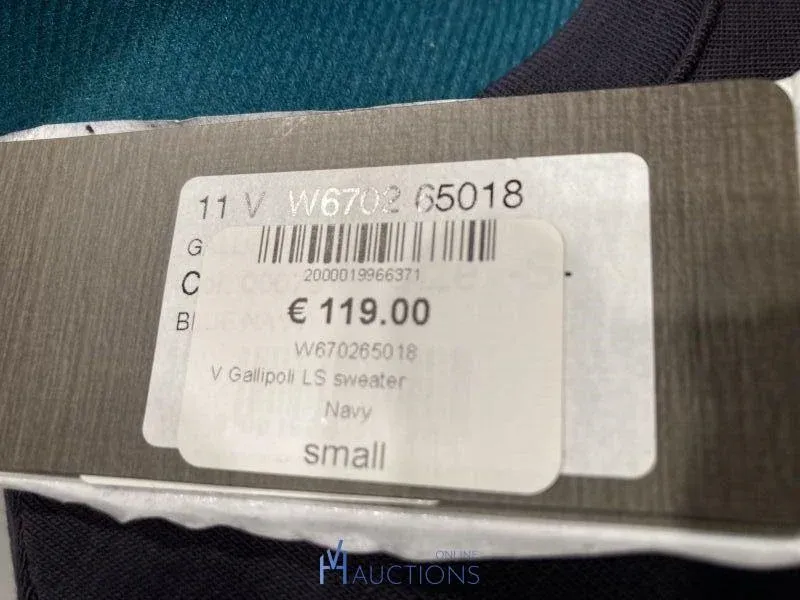 11 V W6702 65018
2000019966371
€ 119.00
W670265018
V Gallipoli LS sweater
Navy
small
ONLINE
AUCTIONS